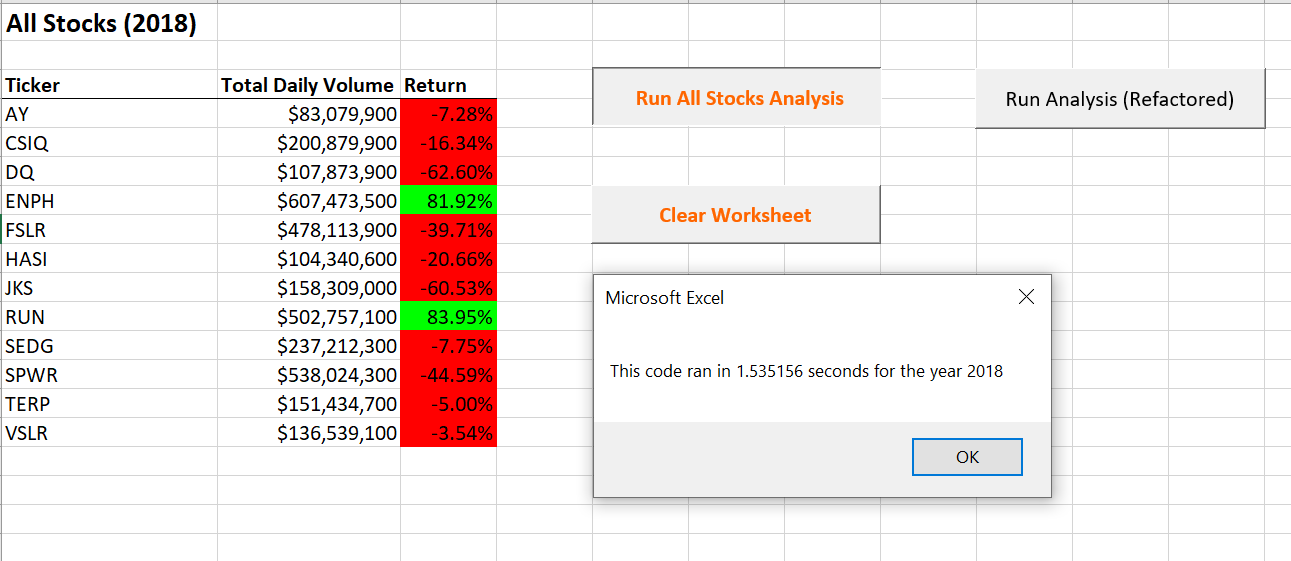 All Stocks (2018)
Ticker Total Daily Volume Return
AY $83,079,900 -7.28%
CSIQ $200,879,900 -16.34%
DQ $107,873,900 -62.60%
ENPH $607,473,500 81.92%
FSLR $478,113,900 -39.71%
HASI $104,340,600 -20.66%
JKS $158,309,000 -60.53%
RUN $502,757,100 83.95%
SEDG $237,212,300 -7.75%
SPWR $538,024,300 -44.59%
TERP $151,434,700 -5.00%
VSLR $136,539,100 -3.54%
Run All Stocks Analysis
Run Analysis (Refactored)
Clear Worksheet
Microsoft Excel
This code ran in 1.535156 seconds for the year 2018
OK